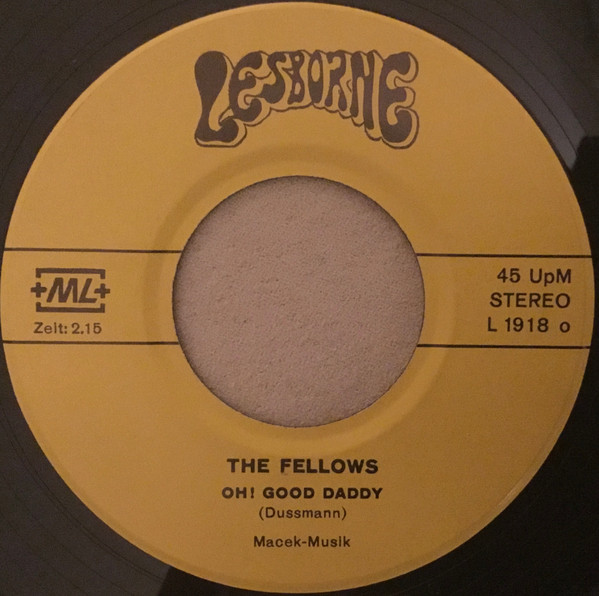 LESBORNE
ML
Zeit: 2.15
45 UpM
STEREO
L 1918 o
THE FELLOWS
OH! GOOD DADDY
(Dussmann)
Macek-Musik